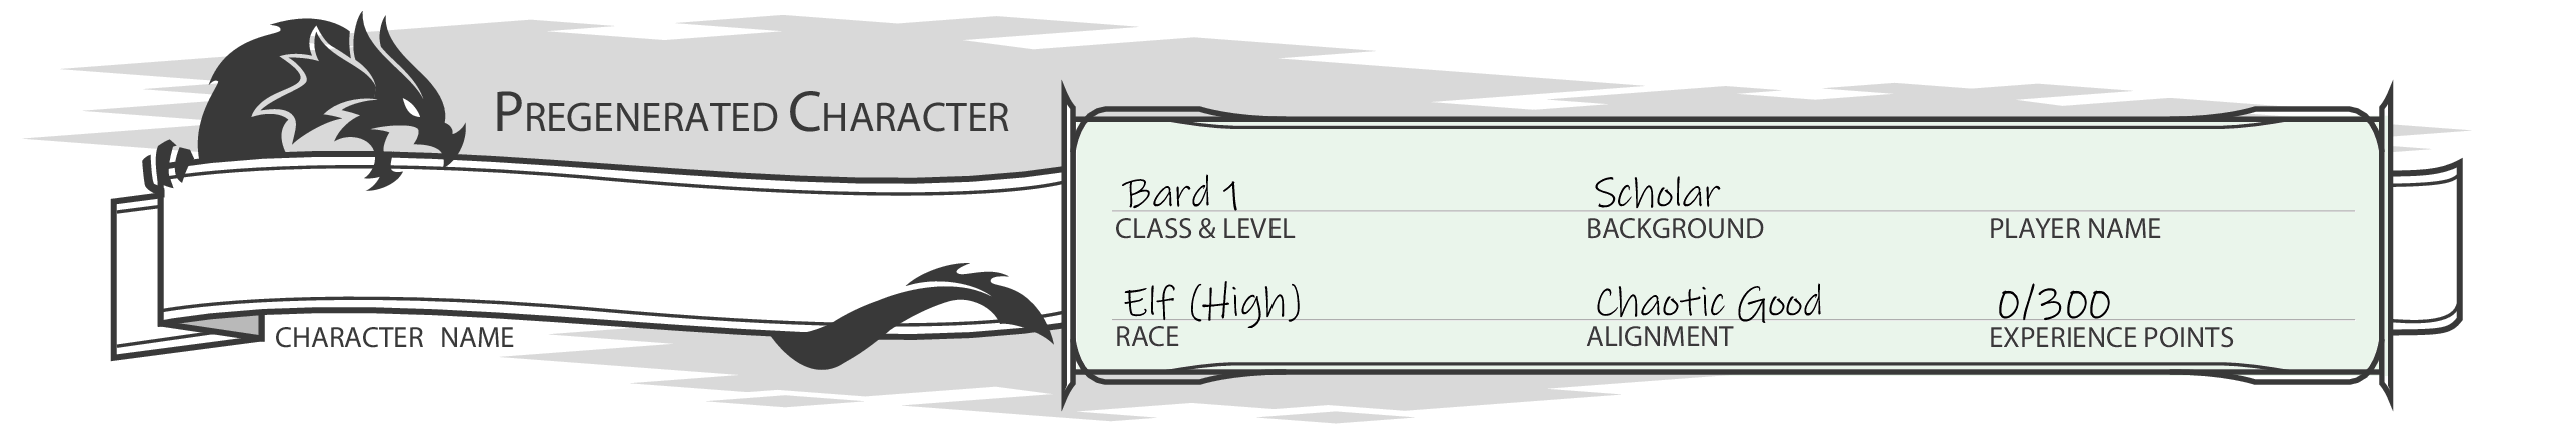 Pregenerated Character
Bard 1 Scholar
CLASS & LEVEL BACKGROUND PLAYER NAME
Elf (High) Chaotic Good 0/300
RACE ALIGNMENT EXPERIENCE POINTS
CHARACTER NAME